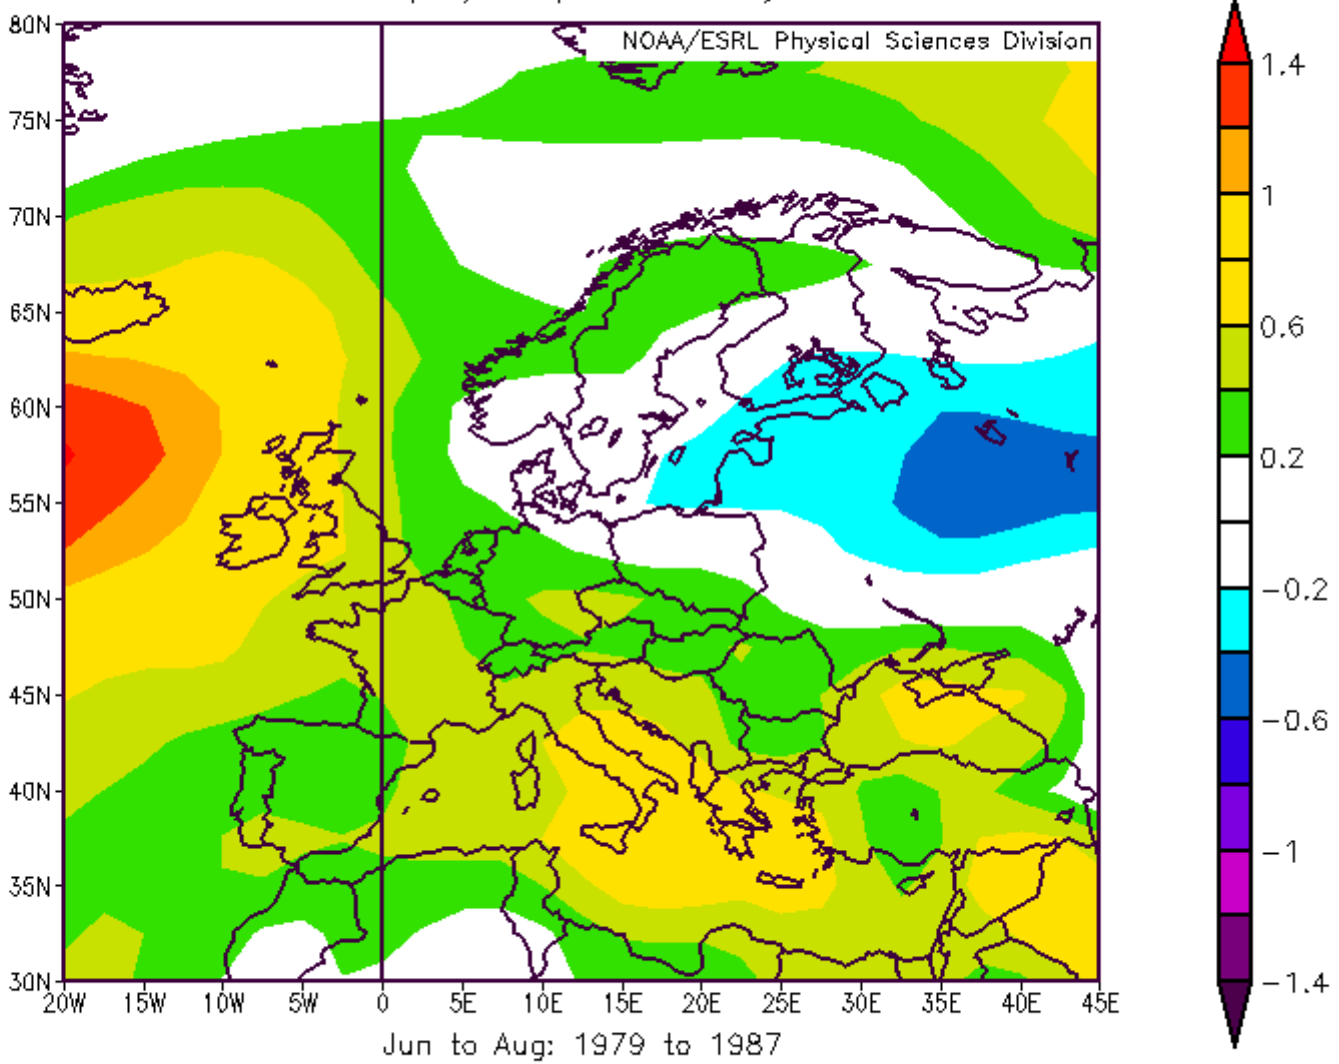 NOAA/ESRL Physical Sciences Division
80N
75N
70N
65N
60N
55N
50N
45N
40N
35N
30N
20W 15W 10W 5W 0 5E 10E 15E 20E 25E 30E 35E 40E 45E
Jun to Aug: 1979 to 1987
1.4
1
0.6
0.2
−0.2
−0.6
−1
−1.4